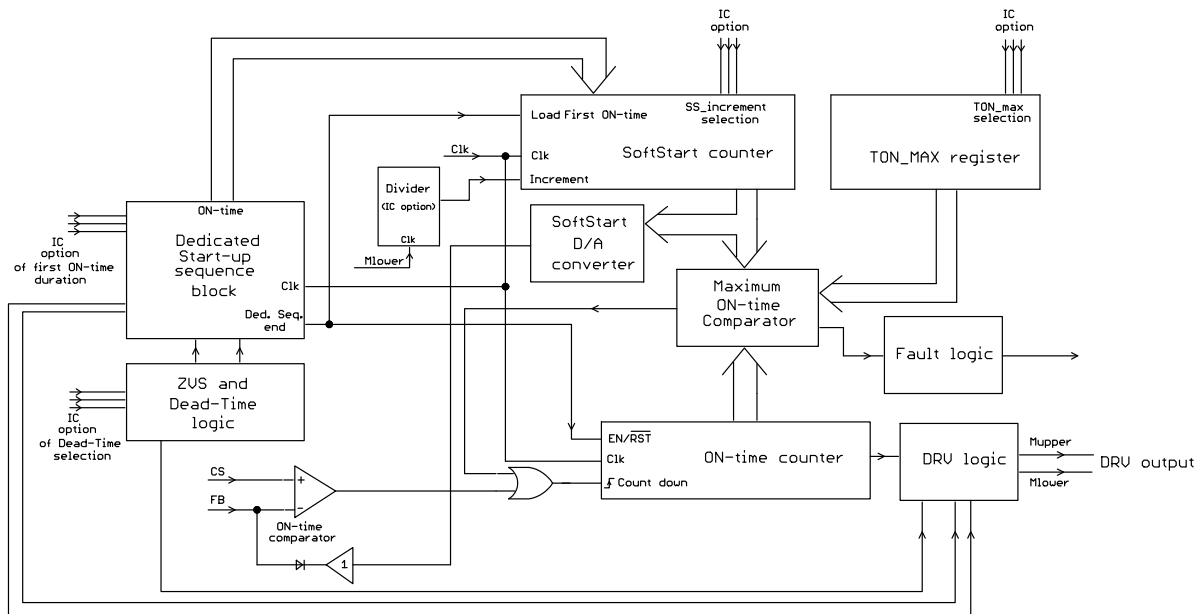 IC
option
IC
option
Load First ON-time
SS_increment
selection
TON_max
selection
Clk
Clk
SoftStart counter
TON_MAX register
Increment
Divider
(IC option)
Clk
Mlower
ON-time
Dedicated
Start-up
sequence
block
IC
option
of first ON-time
duration
SoftStart
D/A
converter
Clk
Ded. Seq.
end
Maximum
ON-time
Comparator
Fault logic
ZVS and
Dead-Time
logic
IC
option
of Dead-Time
selection
EN/RST
Clk
Count down
ON-time counter
DRV logic
Mupper
Mlower
DRV output
CS
+
FB
-
ON-time
comparator
1